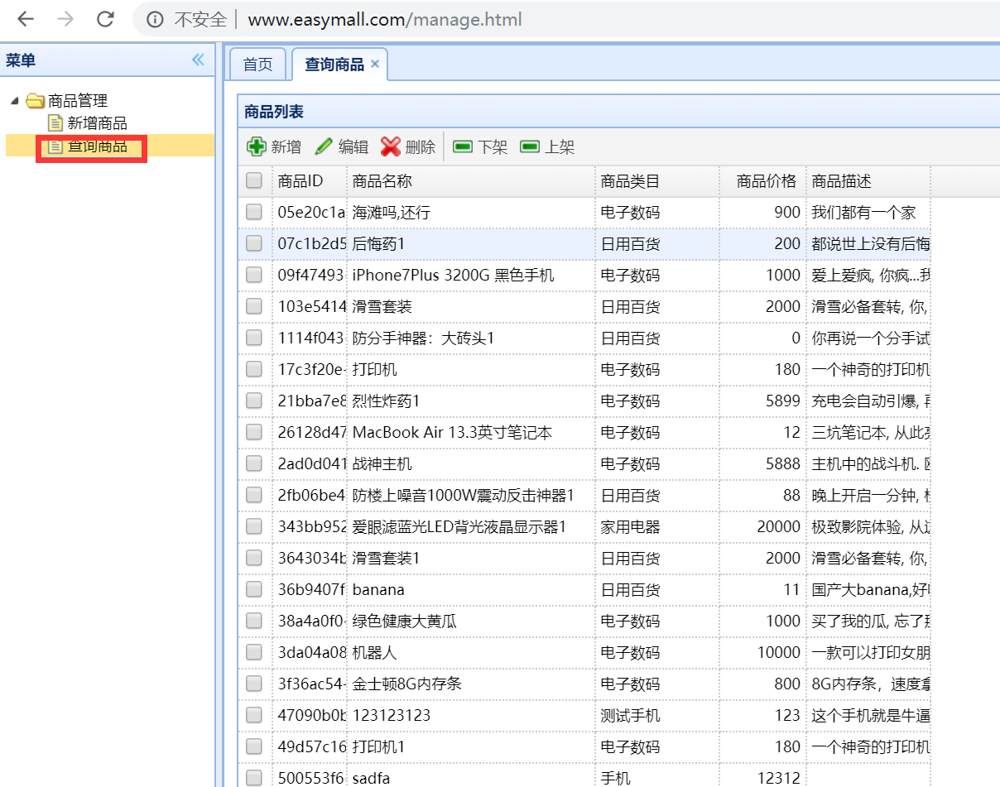 不安全 www.easymall.com/manage.html
菜单
商品管理
新增商品
查询商品
首页 查询商品
商品列表
新增 编辑 删除 下架 上架
商品ID 商品名称 商品类目 商品价格 商品描述
05e20c1a 海滩吗,还行 电子数码 900 我们都有一个家
07c1b2d5 后悔药1 日用百货 200 都说世上没有后悔
09f47493- iPhone7Plus 3200G 黑色手机 电子数码 1000 爱上爱疯, 你疯...我
103e5414 滑雪套装 日用百货 2000 滑雪必备套转, 你,
1114f043- 防分手神器：大砖头1 日用百货 0 你再说一个分手试
17c3f20e- 打印机 电子数码 180 一个神奇的打印机
21bba7e8 烈性炸药1 电子数码 5899 充电会自动引爆,
26128d47 MacBook Air 13.3英寸笔记本 电子数码 12 三坑笔记本, 从此
2ad0d041 战神主机 电子数码 5888 主机中的战斗机.
2fb06be4 防楼上噪音1000W震动反击神器1 日用百货 88 晚上开启一分钟,
343bb952 爱眼滤蓝光LED背光液晶显示器1 家用电器 20000 极致影院体验, 从这
3643034b 滑雪套装1 日用百货 2000 滑雪必备套转, 你,
36b9407f banana 日用百货 11 国产大banana,好
38a4a0f0- 绿色健康大黄瓜 电子数码 1000 买了我的瓜, 忘了
3da04a08 机器人 电子数码 10000 一款可以打印女朋
3f36ac54- 金士顿8G内存条 电子数码 800 8G内存条，速度
47090b0b 123123123 测试手机 123 这个手机就是牛逼
49d57c16 打印机1 电子数码 180 一个神奇的打印机
500553f6 sadfa 手机 12312